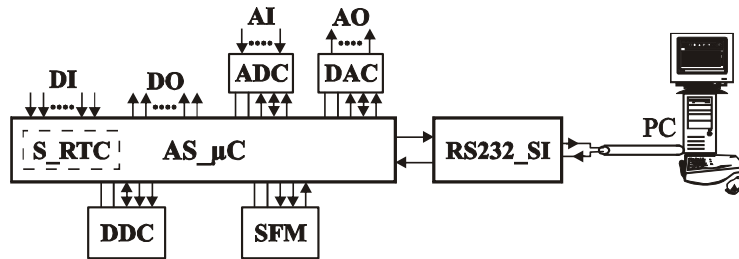 AI
AO
ADC
DAC
DI
DO
S_RTC
AS_µC
RS232_SI
PC
DDC
SFM